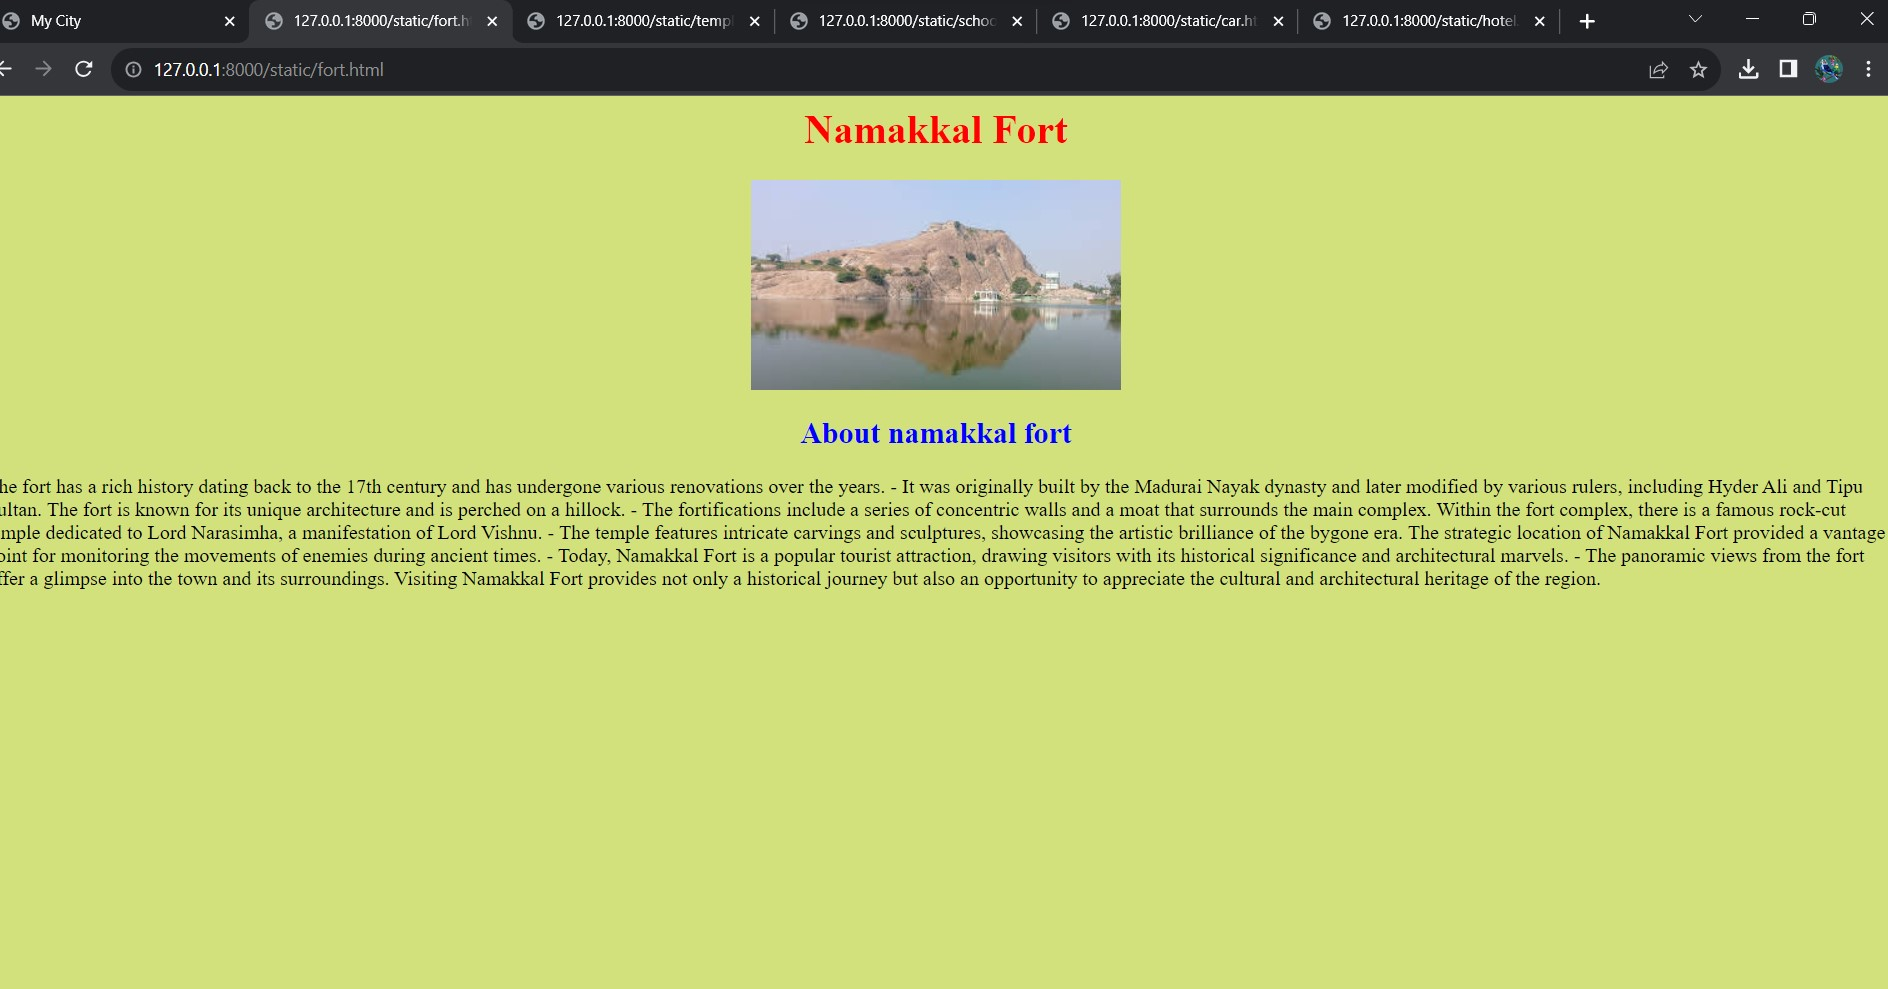 My City
127.0.0.1:8000/static/fort.h
127.0.0.1:8000/static/templ
127.0.0.1:8000/static/schoo
127.0.0.1:8000/static/car.ht
127.0.0.1:8000/static/hotel.
127.0.0.1:8000/static/fort.html
Namakkal Fort
About namakkal fort
he fort has a rich history dating back to the 17th century and has undergone various renovations over the years. - It was originally built by the Madurai Nayak dynasty and later modified by various rulers, including Hyder Ali and Tipu
ultan. The fort is known for its unique architecture and is perched on a hillock. - The fortifications include a series of concentric walls and a moat that surrounds the main complex. Within the fort complex, there is a famous rock-cut
mple dedicated to Lord Narasimha, a manifestation of Lord Vishnu. - The temple features intricate carvings and sculptures, showcasing the artistic brilliance of the bygone era. The strategic location of Namakkal Fort provided a vantage
oint for monitoring the movements of enemies during ancient times. - Today, Namakkal Fort is a popular tourist attraction, drawing visitors with its historical significance and architectural marvels. - The panoramic views from the fort
ffer a glimpse into the town and its surroundings. Visiting Namakkal Fort provides not only a historical journey but also an opportunity to appreciate the cultural and architectural heritage of the region.